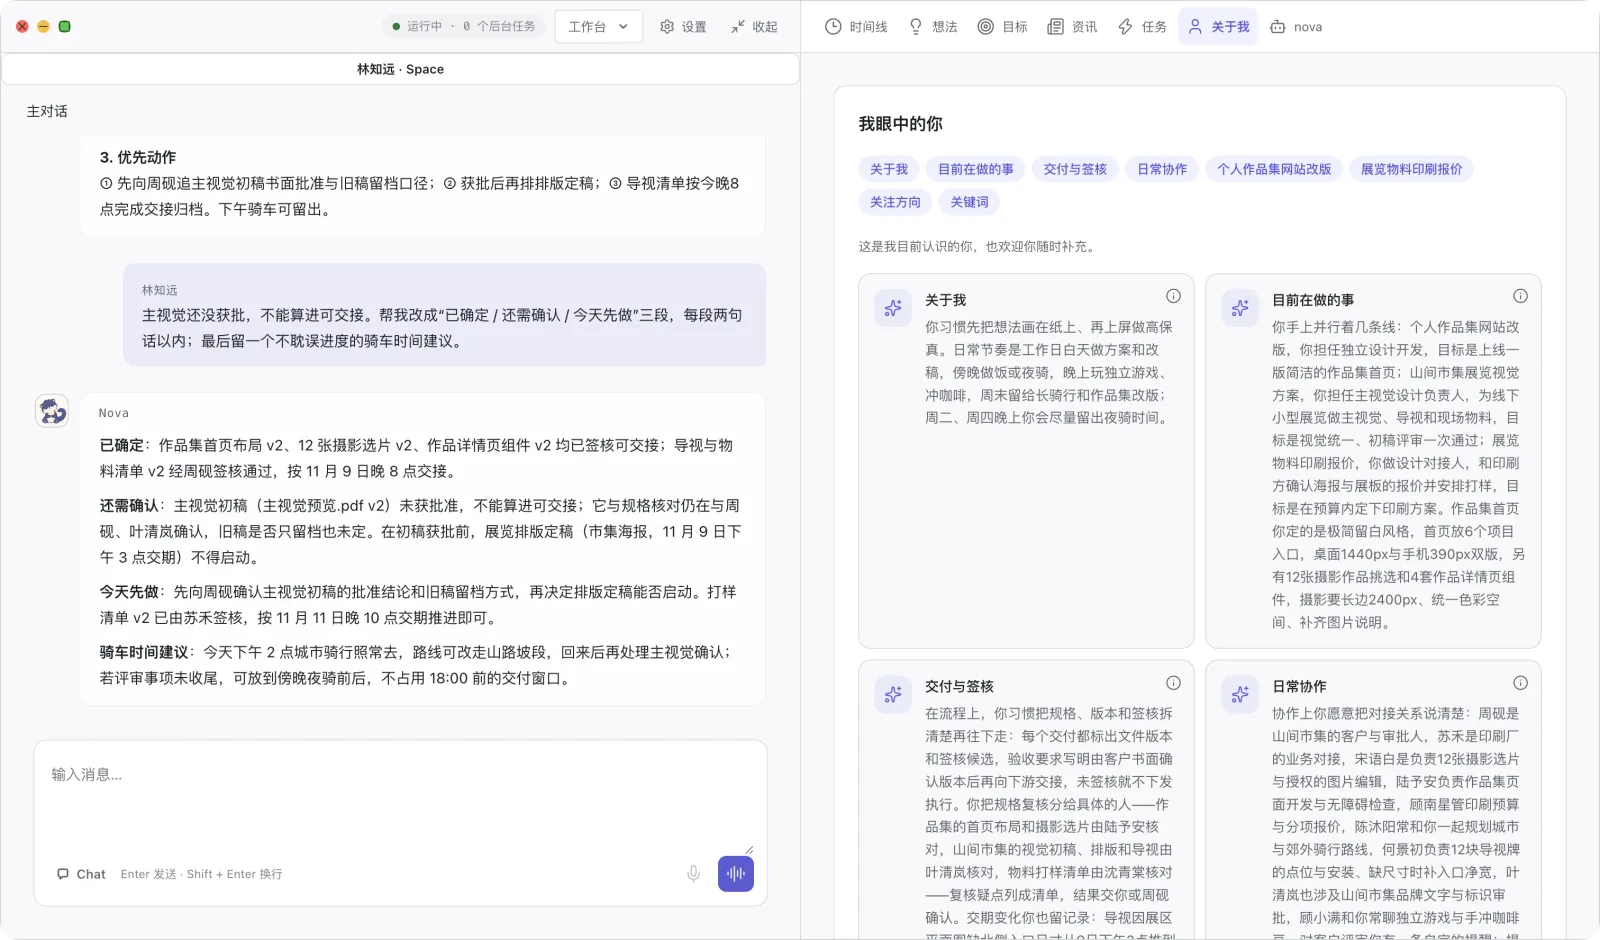 运行中 · 0 个后台任务
工作台
设置
收起
林知远 · Space
主对话
3. 优先动作
① 先向周砚追主视觉初稿书面批准与旧稿留档口径；② 获批后再排排版定稿；③ 导视清单按今晚8
点完成交接归档。下午骑车可留出。
林知远
主视觉还没获批，不能算进可交接。帮我改成“已确定 / 还需确认 / 今天先做”三段，每段两句
话以内；最后留一个不耽误进度的骑车时间建议。
Nova
已确定：作品集首页布局 v2、12 张摄影选片 v2、作品详情页组件 v2 均已签核可交接；导视与物
料清单 v2 经周砚签核通过，按 11 月 9 日晚 8 点交接。
还需确认：主视觉初稿（主视觉预览.pdf v2）未获批准，不能算进可交接；它与规格核对仍在与周
砚、叶清岚确认，旧稿是否只留档也未定。在初稿获批前，展览排版定稿（市集海报，11 月 9 日下
午 3 点交期）不得启动。
今天先做：先向周砚确认主视觉初稿的批准结论和旧稿留档方式，再决定排版定稿能否启动。打样
清单 v2 已由苏禾签核，按 11 月 11 日晚 10 点交期推进即可。
骑车时间建议：今天下午 2 点城市骑行照常去，路线可改走山路坡段，回来后再处理主视觉确认；
若评审事项未收尾，可放到傍晚夜骑前后，不占用 18:00 前的交付窗口。
输入消息...
Chat
Enter 发送 · Shift + Enter 换行
时间线
想法
目标
资讯
任务
关于我
nova
我眼中的你
关于我
目前在做的事
交付与签核
日常协作
个人作品集网站改版
展览物料印刷报价
关注方向
关键词
这是我目前认识的你，也欢迎你随时补充。
关于我
你习惯先把想法画在纸上、再上屏做高保
真。日常节奏是工作日白天做方案和改
稿，傍晚做饭或夜骑，晚上玩独立游戏、
冲咖啡，周末留给长骑行和作品集改版；
周二、周四晚上你会尽量留出夜骑时间。
目前在做的事
你手上并行着几条线：个人作品集网站改
版，你担任独立设计开发，目标是上线一
版简洁的作品集首页；山间市集展览视觉
方案，你担任主视觉设计负责人，为线下
小型展览做主视觉、导视和现场物料，目
标是视觉统一、初稿评审一次通过；展览
物料印刷报价，你做设计对接人，和印刷
方确认海报与展板的报价并安排打样，目
标是在预算内定下印刷方案。作品集首页
你定的是极简留白风格，首页放6个项目
入口，桌面1440px与手机390px双版，另
有12张摄影作品挑选和4套作品详情页组
件，摄影要长边2400px、统一色彩空
间、补齐图片说明。
交付与签核
在流程上，你习惯把规格、版本和签核拆
清楚再往下走：每个交付都标出文件版本
和签核候选，验收要求写明由客户书面确
认版本后再向下游交接，未签核就不下发
执行。你把规格复核分给具体的人——作
品集的首页布局和摄影选片由陆予安核
对，山间市集的视觉初稿、排版和导视由
叶清岚核对，物料打样清单由沈青棠核对
——复核疑点列成清单，结果交你或周砚
确认。交期变化你也留记录：导视因展区
日常协作
协作上你愿意把对接关系说清楚：周砚是
山间市集的客户与审批人，苏禾是印刷厂
的业务对接，宋语白是负责12张摄影选片
与授权的图片编辑，陆予安负责作品集页
面开发与无障碍检查，顾南星管印刷预算
与分项报价，陈沐阳常和你一起规划城市
与郊外骑行路线，何景初负责12块导视牌
的点位与安装、缺尺寸时补入口净宽，叶
清岚也涉及山间市集品牌文字与标识审
批，顾小满和你常聊独立游戏与手冲咖啡